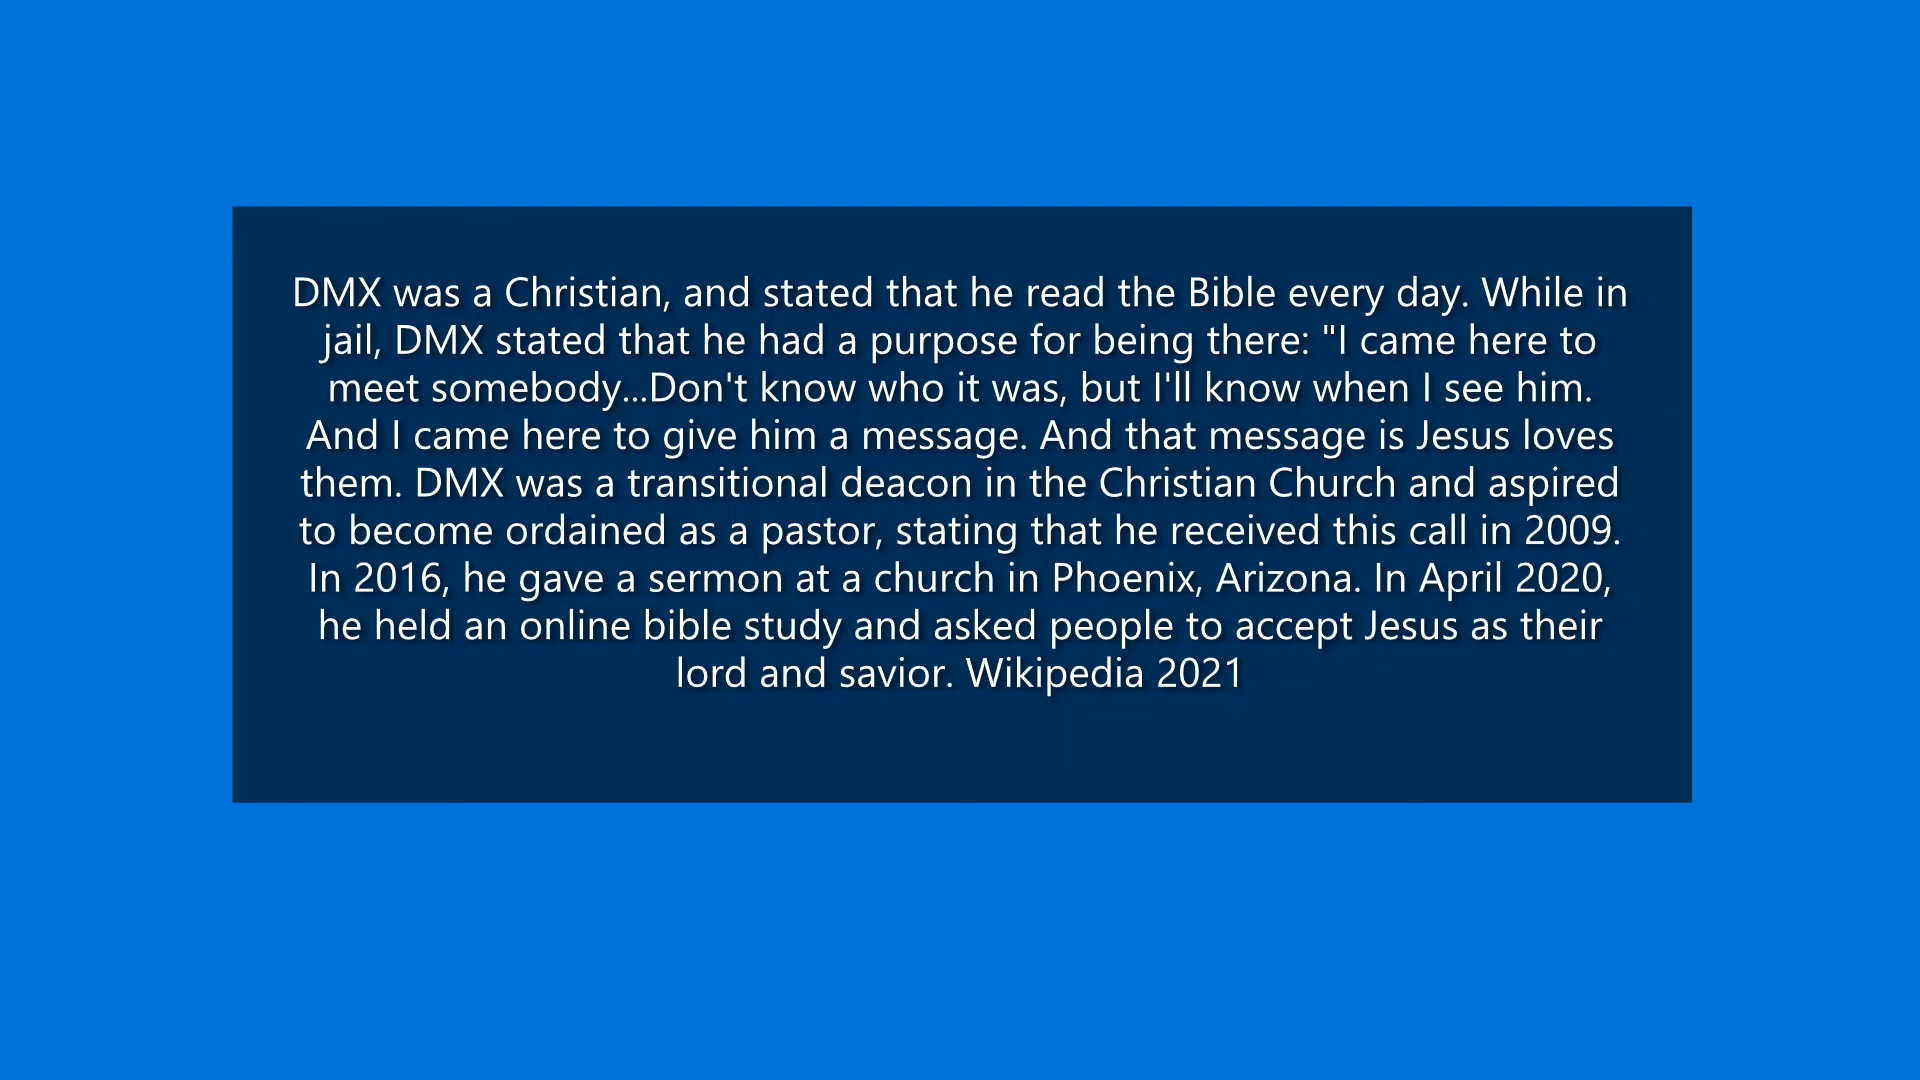 DMX was a Christian, and stated that he read the Bible every day. While in
jail, DMX stated that he had a purpose for being there: "I came here to
meet somebody...Don't know who it was, but I'll know when I see him.
And I came here to give him a message. And that message is Jesus loves
them. DMX was a transitional deacon in the Christian Church and aspired
to become ordained as a pastor, stating that he received this call in 2009.
In 2016, he gave a sermon at a church in Phoenix, Arizona. In April 2020,
he held an online bible study and asked people to accept Jesus as their
lord and savior. Wikipedia 2021